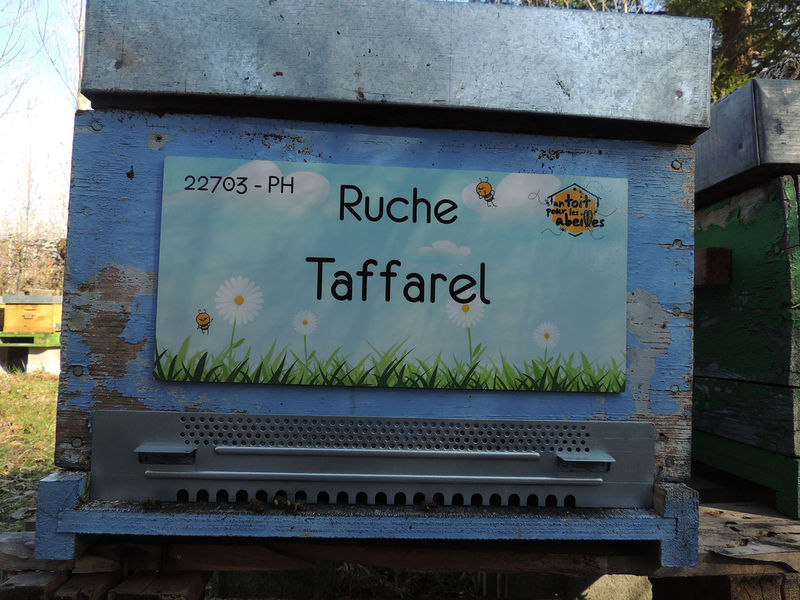 22703 - PH
Ruche
Taffarel
un toit
pour les
abeilles